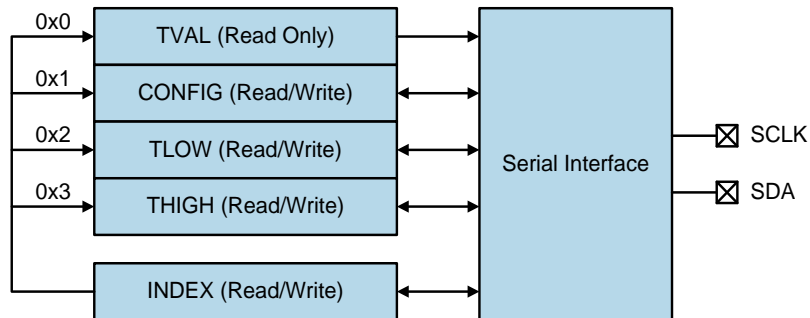 0x0
TVAL (Read Only)
0x1
CONFIG (Read/Write)
0x2
TLOW (Read/Write)
0x3
THIGH (Read/Write)
INDEX (Read/Write)
Serial Interface
SCLK
SDA